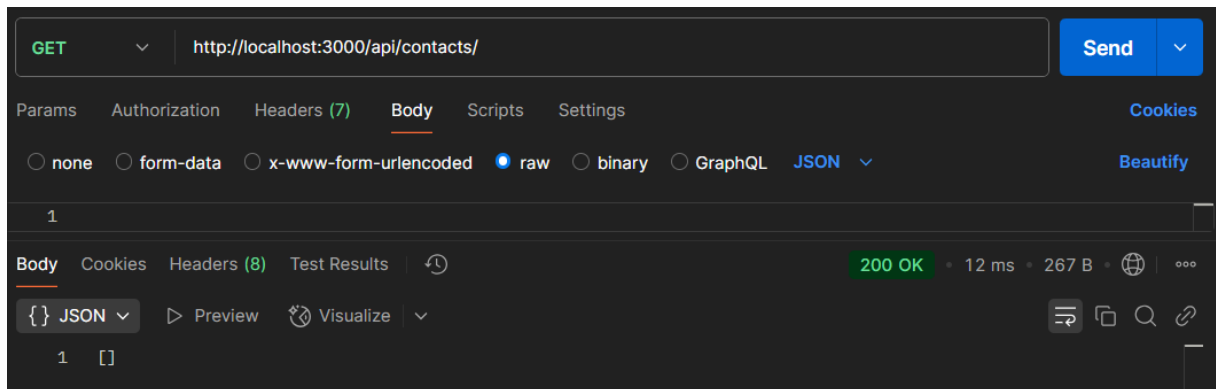 GET http://localhost:3000/api/contacts/ Send
Params Authorization Headers (7) Body Scripts Settings Cookies
none form-data x-www-form-urlencoded raw binary GraphQL JSON Beautify
1
Body Cookies Headers (8) Test Results 200 OK • 12 ms • 267 B •
{} JSON Preview Visualize
1 []